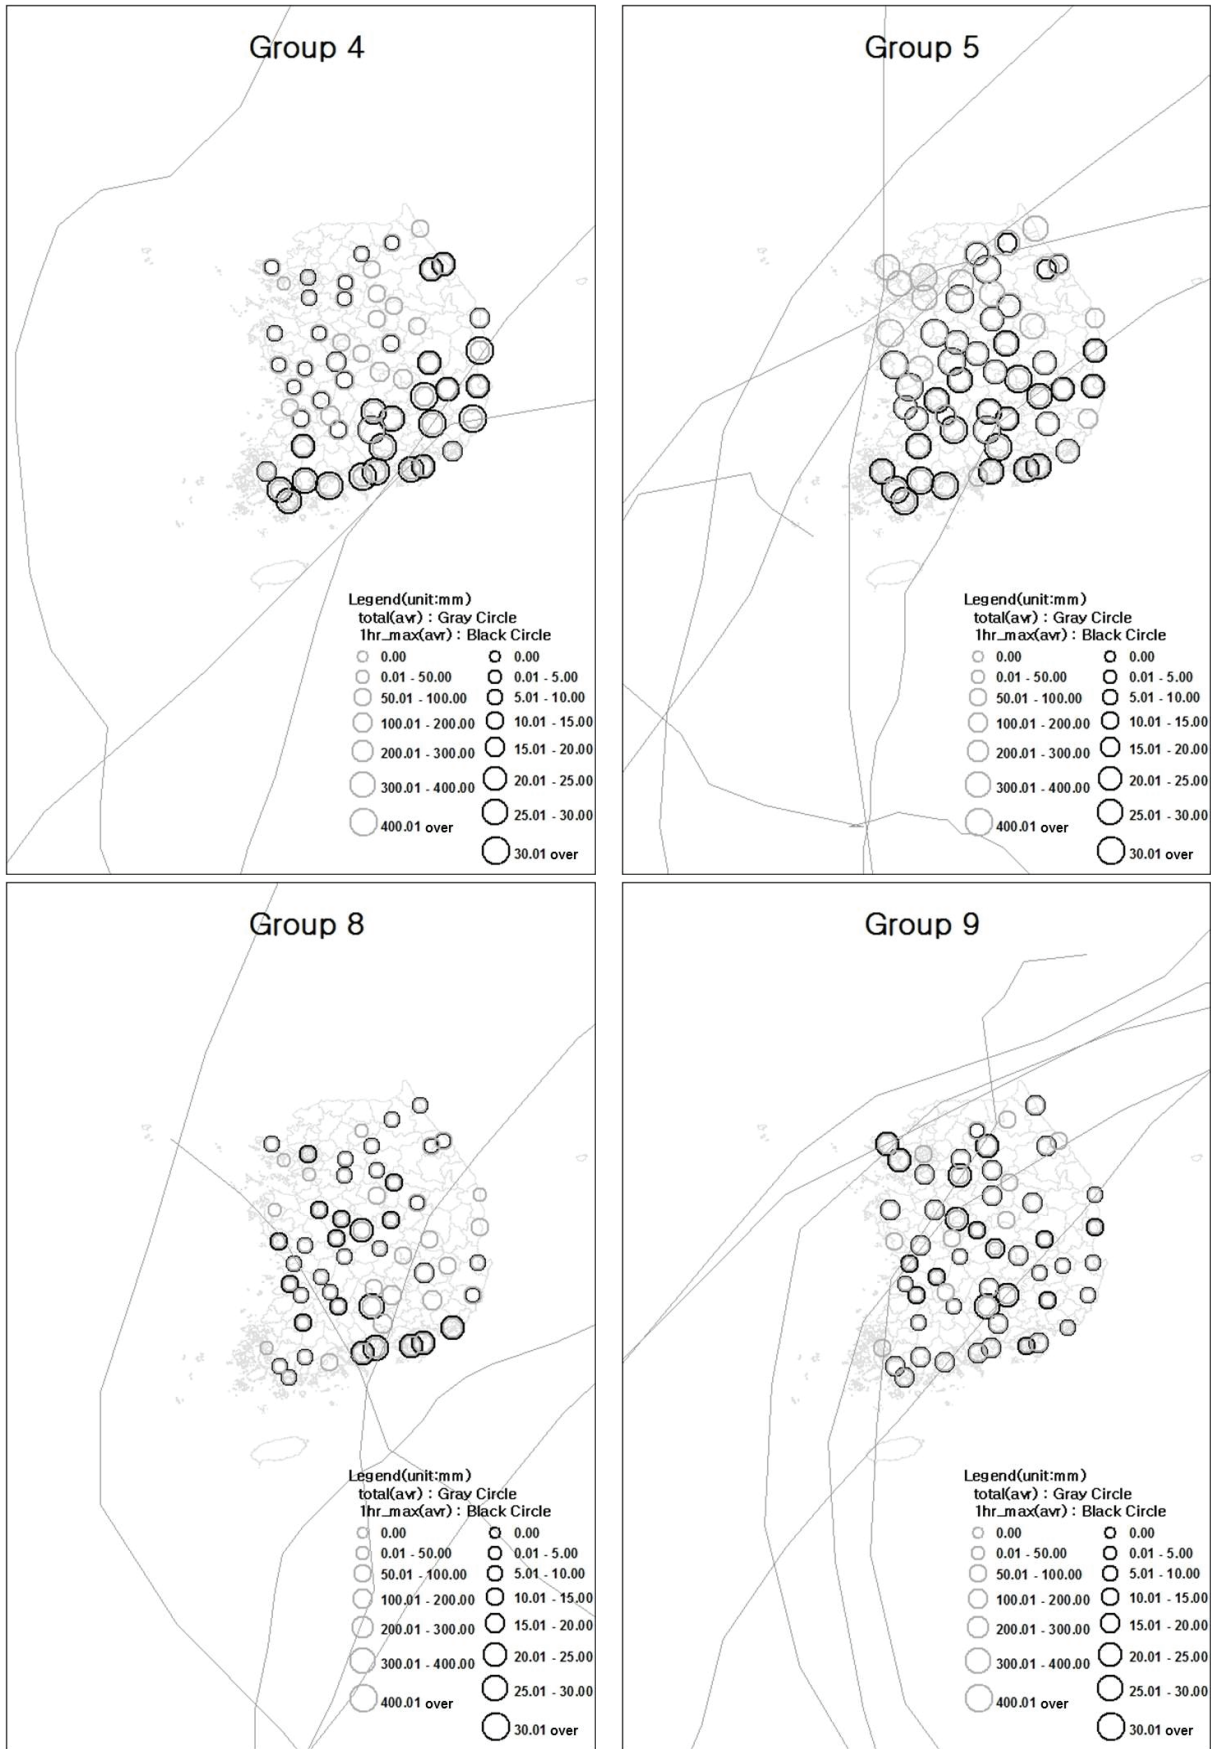 Group 4
Legend(unit:mm)
total(avr) : Gray Circle
1hr_max(avr) : Black Circle
0.00 0.00
0.01 - 50.00 0.01 - 5.00
50.01 - 100.00 5.01 - 10.00
100.01 - 200.00 10.01 - 15.00
200.01 - 300.00 15.01 - 20.00
300.01 - 400.00 20.01 - 25.00
400.01 over 25.01 - 30.00
30.01 over
Group 5
Legend(unit:mm)
total(avr) : Gray Circle
1hr_max(avr) : Black Circle
0.00 0.00
0.01 - 50.00 0.01 - 5.00
50.01 - 100.00 5.01 - 10.00
100.01 - 200.00 10.01 - 15.00
200.01 - 300.00 15.01 - 20.00
300.01 - 400.00 20.01 - 25.00
400.01 over 25.01 - 30.00
30.01 over
Group 8
Legend(unit:mm)
total(avr) : Gray Circle
1hr_max(avr) : Black Circle
0.00 0.00
0.01 - 50.00 0.01 - 5.00
50.01 - 100.00 5.01 - 10.00
100.01 - 200.00 10.01 - 15.00
200.01 - 300.00 15.01 - 20.00
300.01 - 400.00 20.01 - 25.00
400.01 over 25.01 - 30.00
30.01 over
Group 9
Legend(unit:mm)
total(avr) : Gray Circle
1hr_max(avr) : Black Circle
0.00 0.00
0.01 - 50.00 0.01 - 5.00
50.01 - 100.00 5.01 - 10.00
100.01 - 200.00 10.01 - 15.00
200.01 - 300.00 15.01 - 20.00
300.01 - 400.00 20.01 - 25.00
400.01 over 25.01 - 30.00
30.01 over